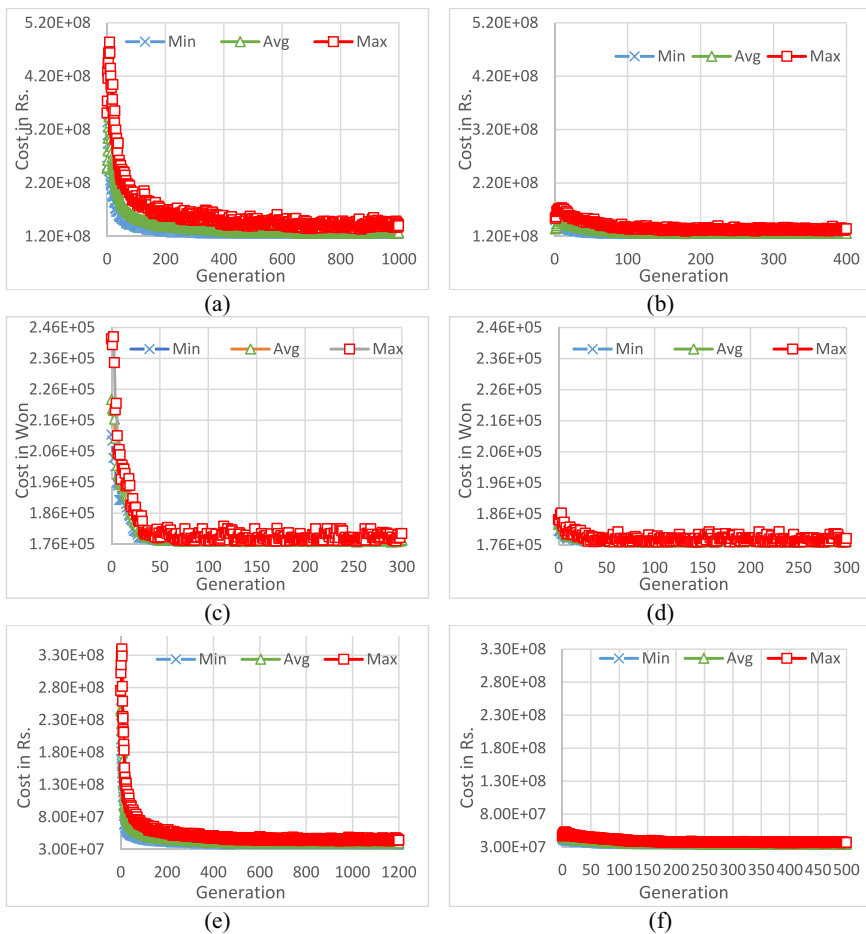 5.20E+08
4.20E+08
3.20E+08
2.20E+08
1.20E+08
Cost in Rs.
Min Avg Max
0 200 400 600 800 1000
Generation
(a)
5.20E+08
4.20E+08
3.20E+08
2.20E+08
1.20E+08
Cost in Rs.
Min Avg Max
0 100 200 300 400
Generation
(b)
2.46E+05
2.36E+05
2.26E+05
2.16E+05
2.06E+05
1.96E+05
1.86E+05
1.76E+05
Cost in Won
Min Avg Max
0 50 100 150 200 250 300
Generation
(c)
2.46E+05
2.36E+05
2.26E+05
2.16E+05
2.06E+05
1.96E+05
1.86E+05
1.76E+05
Cost in Won
Min Avg Max
0 50 100 150 200 250 300
Generation
(d)
3.30E+08
2.80E+08
2.30E+08
1.80E+08
1.30E+08
8.00E+07
3.00E+07
Cost in Rs.
Min Avg Max
0 200 400 600 800 1000 1200
Generation
(e)
3.30E+08
2.80E+08
2.30E+08
1.80E+08
1.30E+08
8.00E+07
3.00E+07
Cost in Rs.
Min Avg Max
0 50 100 150 200 250 300 350 400 450 500
Generation
(f)